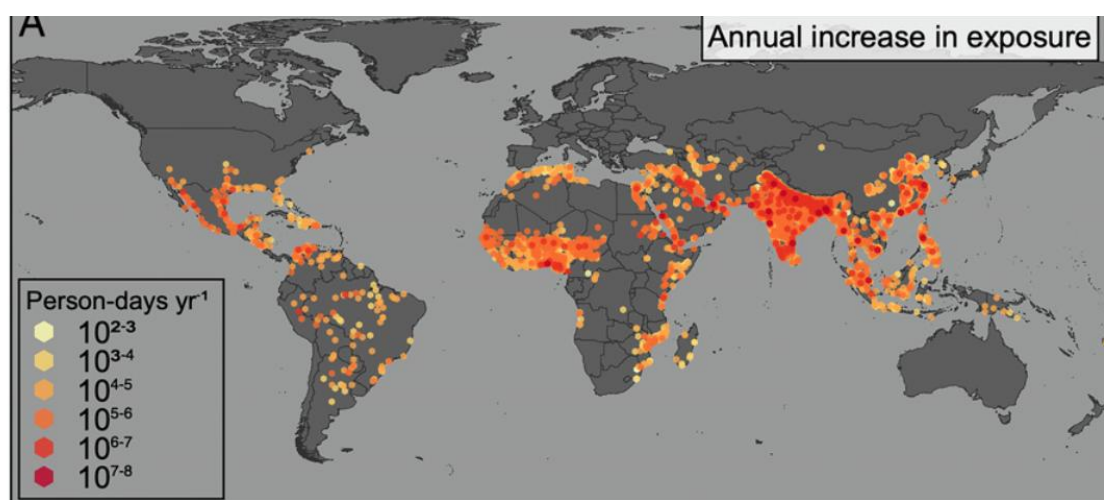 A
Annual increase in exposure
Person-days yr⁻¹
10²⁻³
10³⁻⁴
10⁴⁻⁵
10⁵⁻⁶
10⁶⁻⁷
10⁷⁻⁸